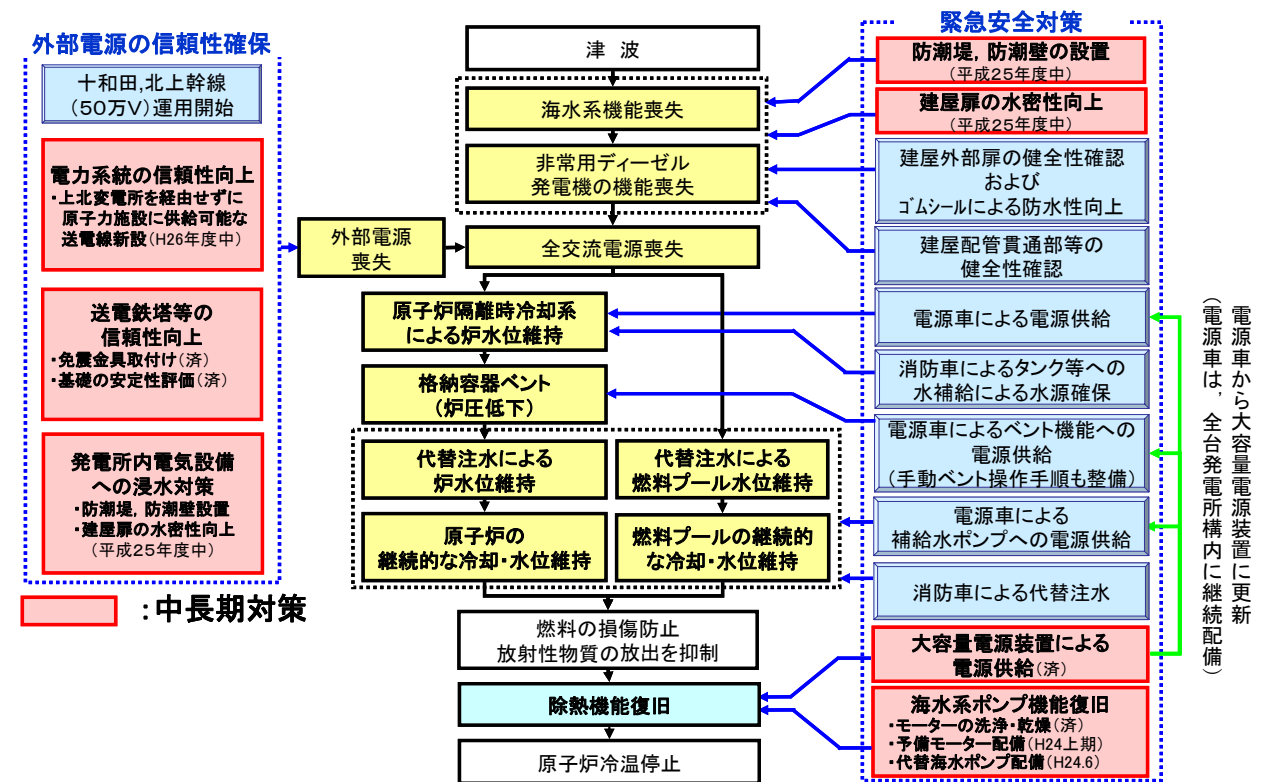 外部電源の信頼性確保
十和田,北上幹線
(50万V)運用開始
電力系統の信頼性向上
・上北変電所を経由せずに
原子力施設に供給可能な
送電線新設(H26年度中)
送電鉄塔等の
信頼性向上
・免震金具取付け(済)
・基礎の安定性評価(済)
発電所内電気設備
への浸水対策
・防潮堤，防潮壁設置
・建屋扉の水密性向上
(平成25年度中)
:中長期対策
津 波
海水系機能喪失
非常用ディーゼル
発電機の機能喪失
外部電源
喪失
全交流電源喪失
原子炉隔離時冷却系
による炉水位維持
格納容器ベント
(炉圧低下)
代替注水による
炉水位維持
代替注水による
燃料プール水位維持
原子炉の
継続的な冷却・水位維持
燃料プールの継続的
な冷却・水位維持
燃料の損傷防止
放射性物質の放出を抑制
除熱機能復旧
原子炉冷温停止
緊急安全対策
防潮堤，防潮壁の設置
(平成25年度中)
建屋扉の水密性向上
(平成25年度中)
建屋外部扉の健全性確認
および
ゴムシールによる防水性向上
建屋配管貫通部等の
健全性確認
電源車による電源供給
消防車によるタンク等への
水補給による水源確保
電源車によるベント機能への
電源供給
(手動ベント操作手順も整備)
電源車による
補給水ポンプへの電源供給
消防車による代替注水
大容量電源装置による
電源供給(済)
海水系ポンプ機能復旧
・モーターの洗浄・乾燥(済)
・予備モーター配備(H24上期)
・代替海水ポンプ配備(H24.6)
電源車から大容量電源装置に更新
(電源車は，全台発電所構内に継続配備)